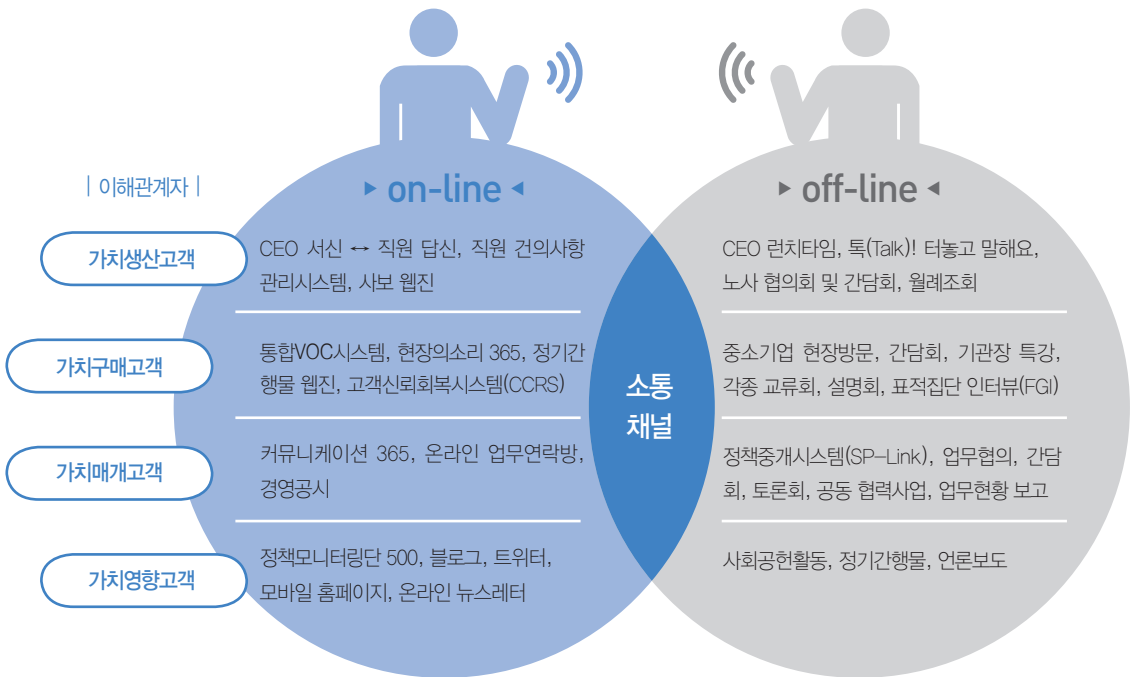 | 이해관계자 |
▶ on-line ◀
▶ off-line ◀
가치생산고객
CEO 서신 ↔ 직원 답신, 직원 건의사항
관리시스템, 사보 웹진
CEO 런치타임, 톡(Talk)! 터놓고 말해요,
노사 협의회 및 간담회, 월례조회
가치구매고객
통합VOC시스템, 현장의소리 365, 정기간
행물 웹진, 고객신뢰회복시스템(CCRS)
중소기업 현장방문, 간담회, 기관장 특강,
각종 교류회, 설명회, 표적집단 인터뷰(FGI)
소통
채널
가치매개고객
커뮤니케이션 365, 온라인 업무연락방,
경영공시
정책중개시스템(SP-Link), 업무협의, 간담
회, 토론회, 공동 협력사업, 업무현황 보고
가치영향고객
정책모니터링단 500, 블로그, 트위터,
모바일 홈페이지, 온라인 뉴스레터
사회공헌활동, 정기간행물, 언론보도